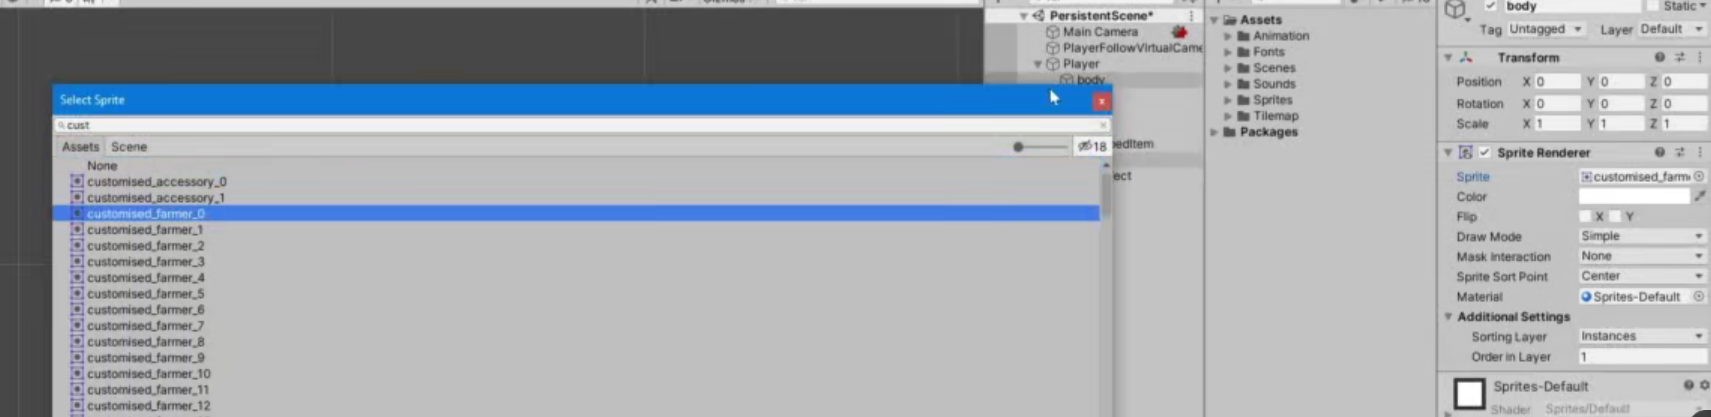 PersistentScene*
Main Camera
PlayerFollowVirtualCame
Player
body
edItem
ect
Assets
Animation
Fonts
Scenes
Sounds
Sprites
Tilemap
Packages
Select Sprite
cust
Assets Scene 18
None
customised_accessory_0
customised_accessory_1
customised_farmer_0
customised_farmer_1
customised_farmer_2
customised_farmer_3
customised_farmer_4
customised_farmer_5
customised_farmer_6
customised_farmer_7
customised_farmer_8
customised_farmer_9
customised_farmer_10
customised_farmer_11
customised_farmer_12
body Static
Tag Untagged Layer Default
Transform
Position X 0 Y 0 Z 0
Rotation X 0 Y 0 Z 0
Scale X 1 Y 1 Z 1
Sprite Renderer
Sprite customised_farm
Color
Flip X Y
Draw Mode Simple
Mask Interaction None
Sprite Sort Point Center
Material Sprites-Default
Additional Settings
Sorting Layer Instances
Order in Layer 1
Sprites-Default
Shader Sprites/Default